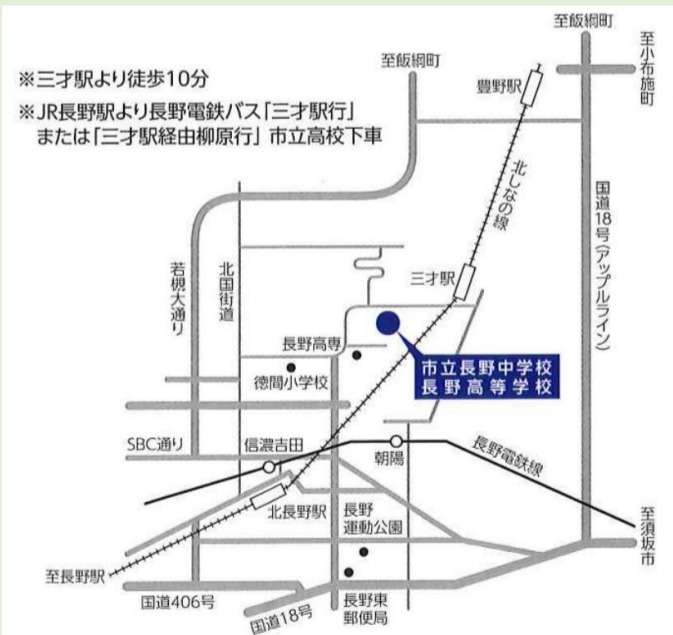 至飯綱町
至小布施町
至飯綱町
豊野駅
※三才駅より徒歩10分
※JR長野駅より長野電鉄バス「三才駅行」
または「三才駅経由柳原行」 市立高校下車
北しなの線
国道18号(アップルライン)
若槻大通り
北国街道
三才駅
長野高専
徳間小学校
市立長野中学校
長野高等学校
SBC通り
信濃吉田
朝陽
長野電鉄線
北長野駅
長野
運動公園
至須坂市
至長野駅
国道406号
国道18号
長野東
郵便局